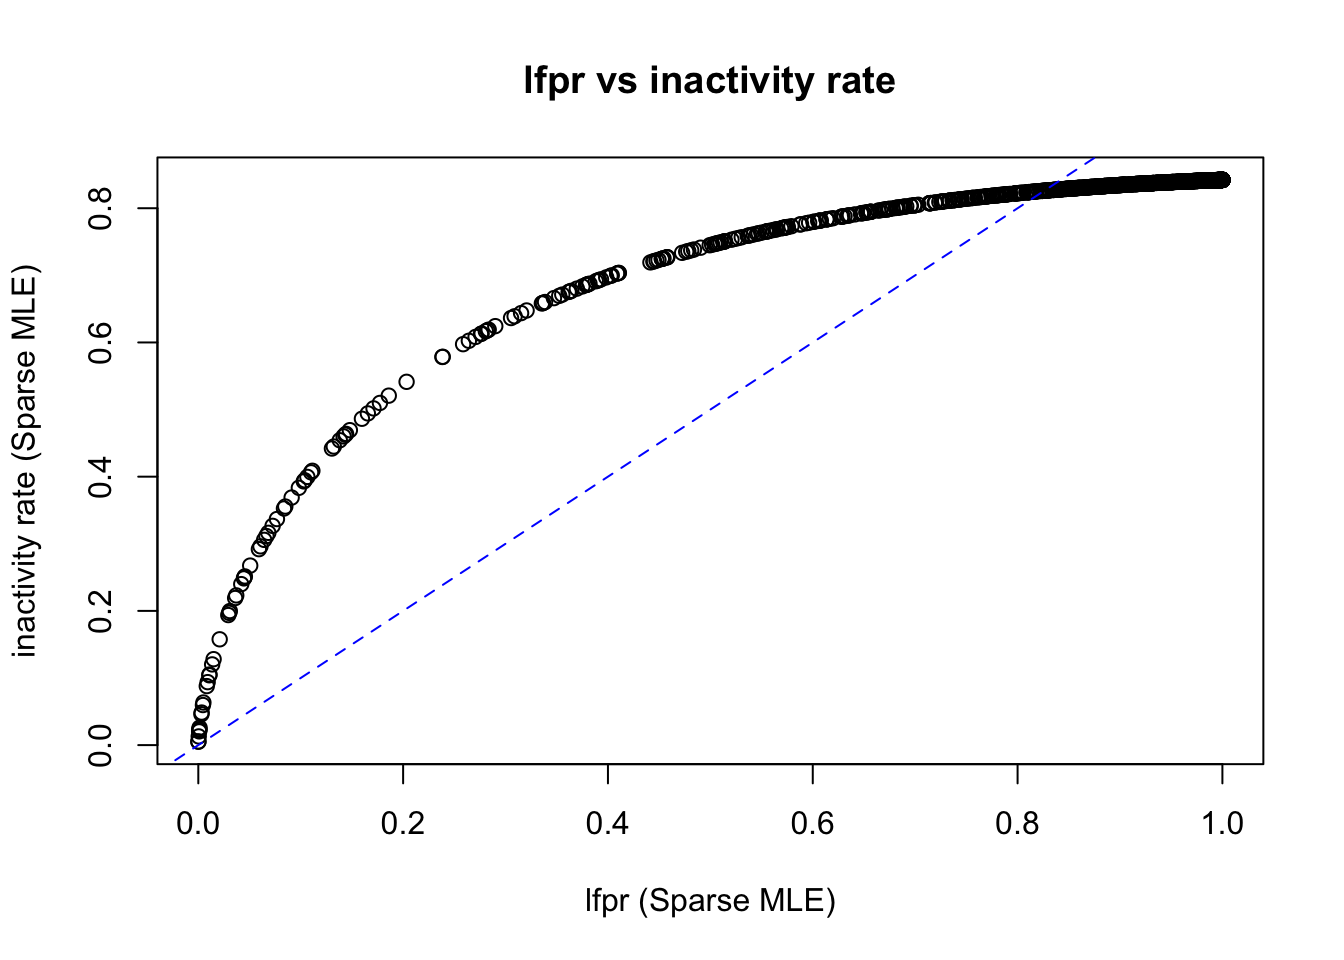 lfpr vs inactivity rate
inactivity rate (Sparse MLE)
0.8
0.6
0.4
0.2
0.0
0.0 0.2 0.4 0.6 0.8 1.0
lfpr (Sparse MLE)